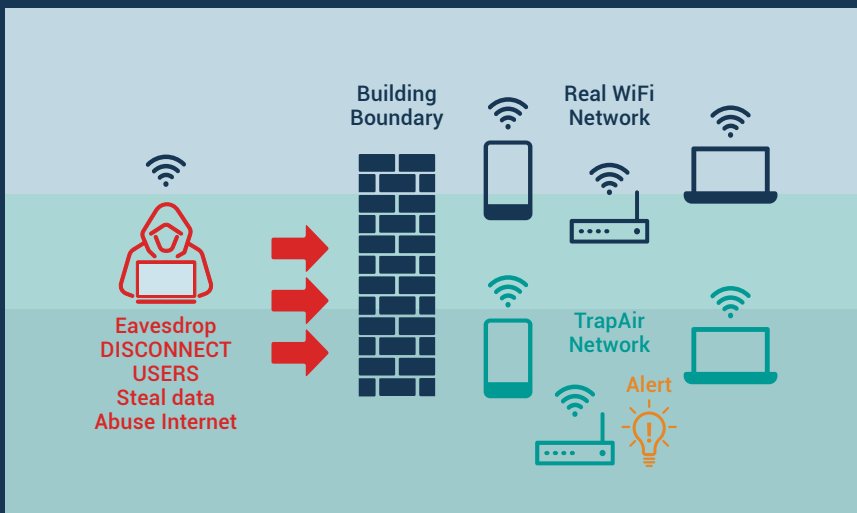 Building
Boundary
Real WiFi
Network
Eavesdrop
DISCONNECT
USERS
Steal data
Abuse Internet
TrapAir
Network
Alert